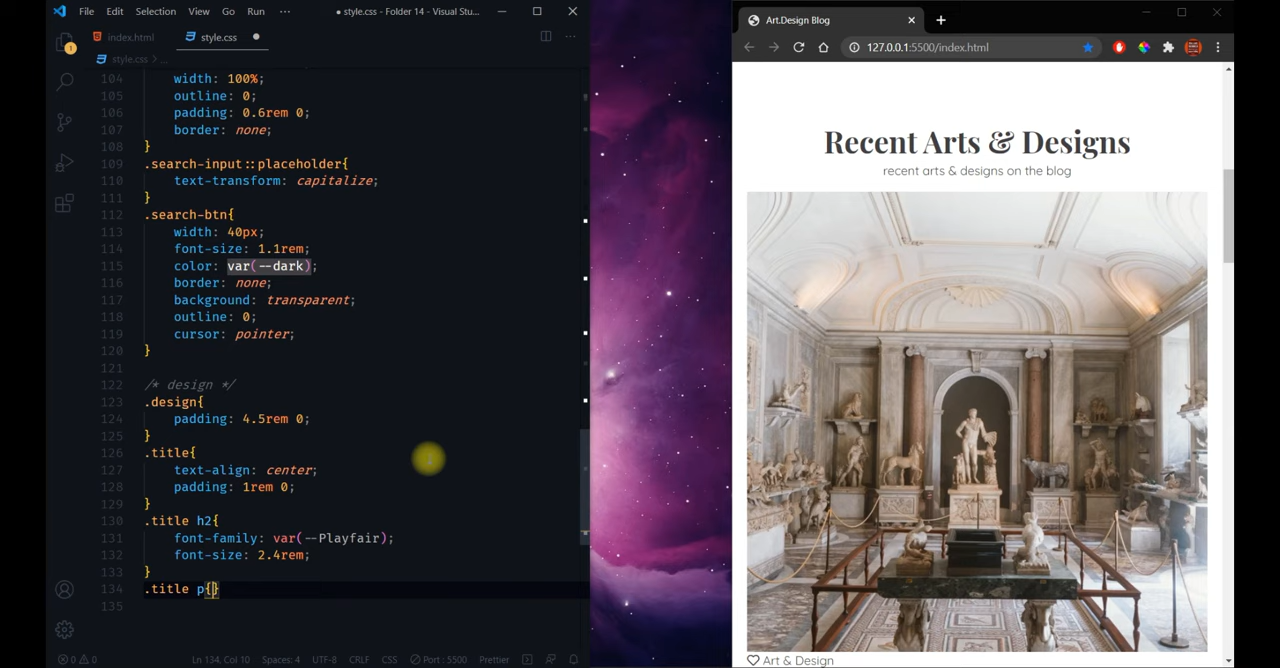 File Edit Selection View Go Run ··· ● style.css - Folder 14 - Visual Stu...
index.html style.css ●
style.css > ...
104 width: 100%;
105 outline: 0;
106 padding: 0.6rem 0;
107 border: none;
108 }
109 .search-input::placeholder{
110 text-transform: capitalize;
111 }
112 .search-btn{
113 width: 40px;
114 font-size: 1.1rem;
115 color: var(--dark);
116 border: none;
117 background: transparent;
118 outline: 0;
119 cursor: pointer;
120 }
121
122 /* design */
123 .design{
124 padding: 4.5rem 0;
125 }
126 .title{
127 text-align: center;
128 padding: 1rem 0;
129 }
130 .title h2{
131 font-family: var(--Playfair);
132 font-size: 2.4rem;
133 }
134 .title p{}
135
0 0 Ln 134, Col 10 Spaces: 4 UTF-8 CRLF CSS Port : 5500 Prettier
Art.Design Blog
127.0.0.1:5500/index.html
Recent Arts & Designs
recent arts & designs on the blog
Art & Design